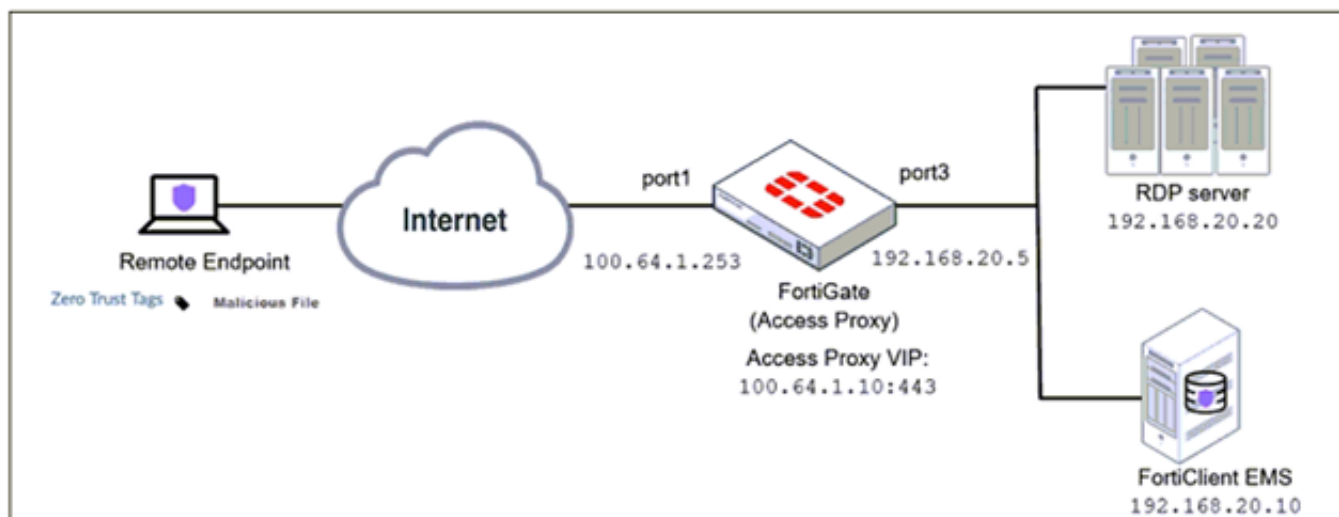 Remote Endpoint
Zero Trust Tags Malicious File
Internet
port1
100.64.1.253
port3
192.168.20.5
FortiGate
(Access Proxy)
Access Proxy VIP:
100.64.1.10:443
RDP server
192.168.20.20
FortiClient EMS
192.168.20.10